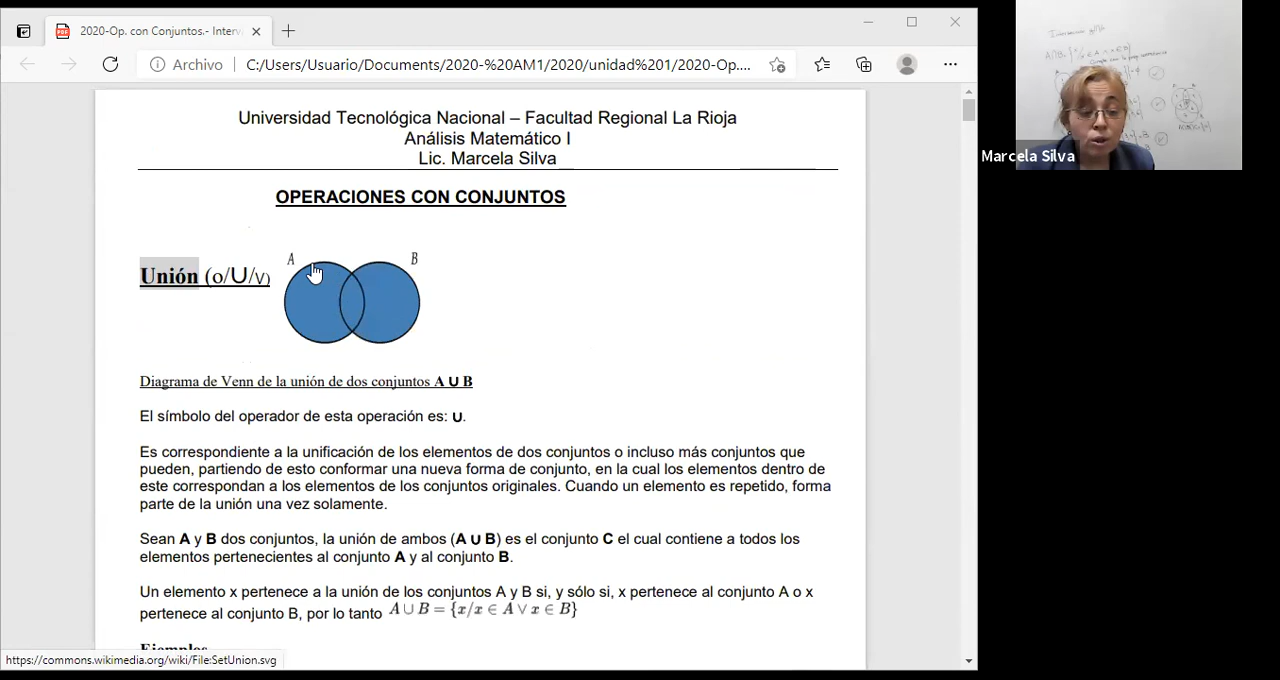 2020-Op. con Conjuntos.- Interv
Archivo
C:/Users/Usuario/Documents/2020-%20AM1/2020/unidad%201/2020-Op....
Universidad Tecnológica Nacional – Facultad Regional La Rioja
Análisis Matemático I
Lic. Marcela Silva
OPERACIONES CON CONJUNTOS
A
B
Unión (o/∪/∨)
Diagrama de Venn de la unión de dos conjuntos A ∪ B
El símbolo del operador de esta operación es: ∪.
Es correspondiente a la unificación de los elementos de dos conjuntos o incluso más conjuntos que
pueden, partiendo de esto conformar una nueva forma de conjunto, en la cual los elementos dentro de
este correspondan a los elementos de los conjuntos originales. Cuando un elemento es repetido, forma
parte de la unión una vez solamente.
Sean A y B dos conjuntos, la unión de ambos (A ∪ B) es el conjunto C el cual contiene a todos los
elementos pertenecientes al conjunto A y al conjunto B.
Un elemento x pertenece a la unión de los conjuntos A y B si, y sólo si, x pertenece al conjunto A o x
pertenece al conjunto B, por lo tanto A ∪ B = {x/x ∈ A ∨ x ∈ B}
Ejemplos
https://commons.wikimedia.org/wiki/File:SetUnion.svg
Marcela Silva